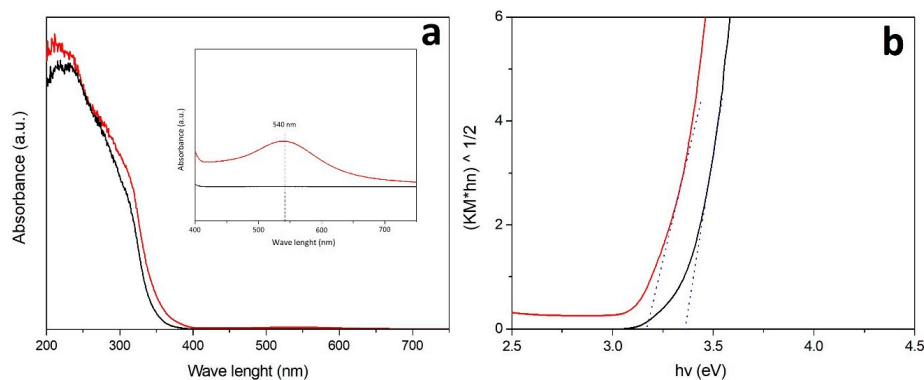 a
Absorbance (a.u.)
Wave lenght (nm)
200 300 400 500 600 700
540 nm
Absorbance (a.u.)
Wave lenght (nm)
400 500 600 700
b
(KM*hn) ^ 1/2
6
4
2
0
2.5 3.0 3.5 4.0 4.5
hν (eV)